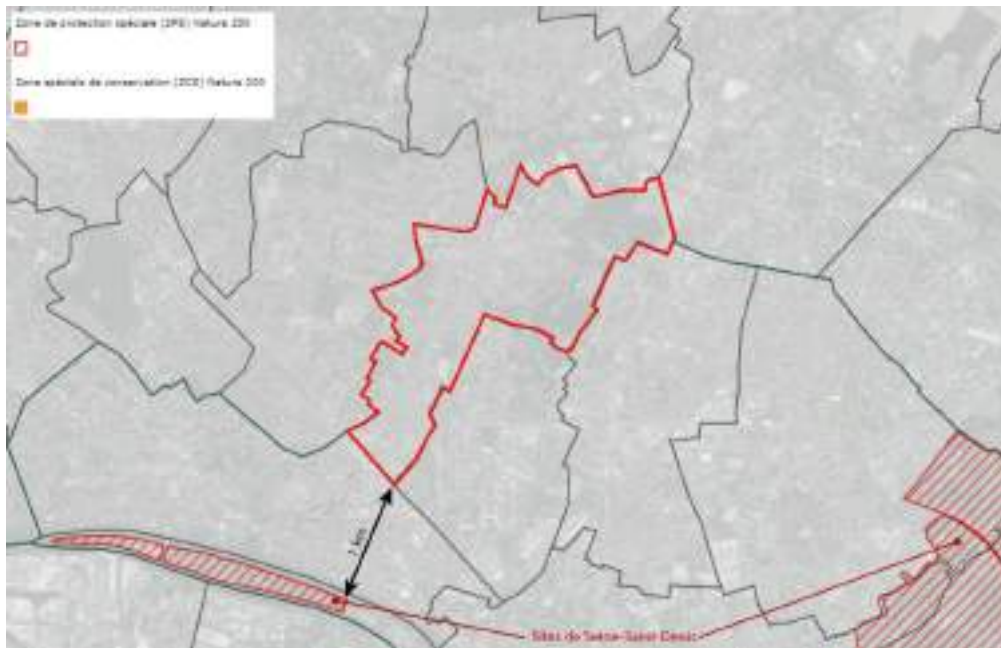 Zone de protection spéciale (ZPS) Natura 200
Zone spéciale de conservation (ZCS) Natura 200
1 km
Sites de Seine-Saint-Denis